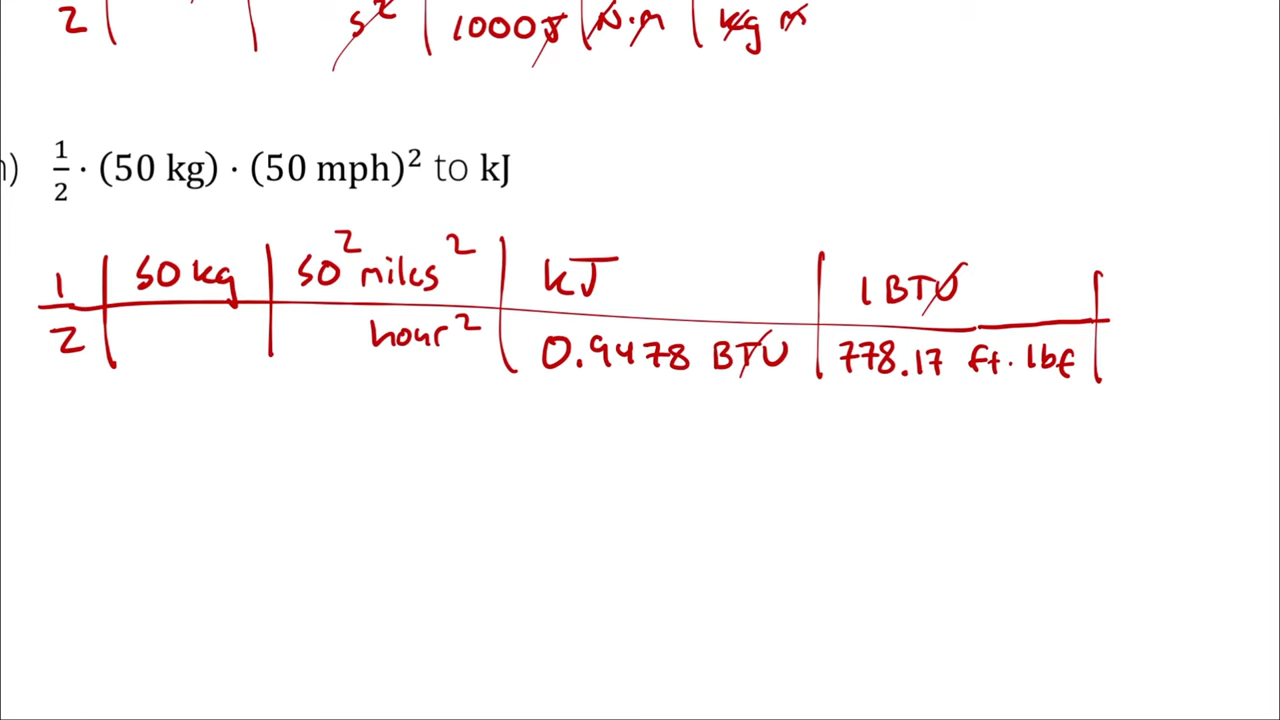 2 s² 1000 J N·m kg m
h) 1/2 · (50 kg) · (50 mph)² to kJ
1 50 kg 50² miles² kJ 1 BTU
2 hour² 0.9478 BTU 778.17 ft·lbf